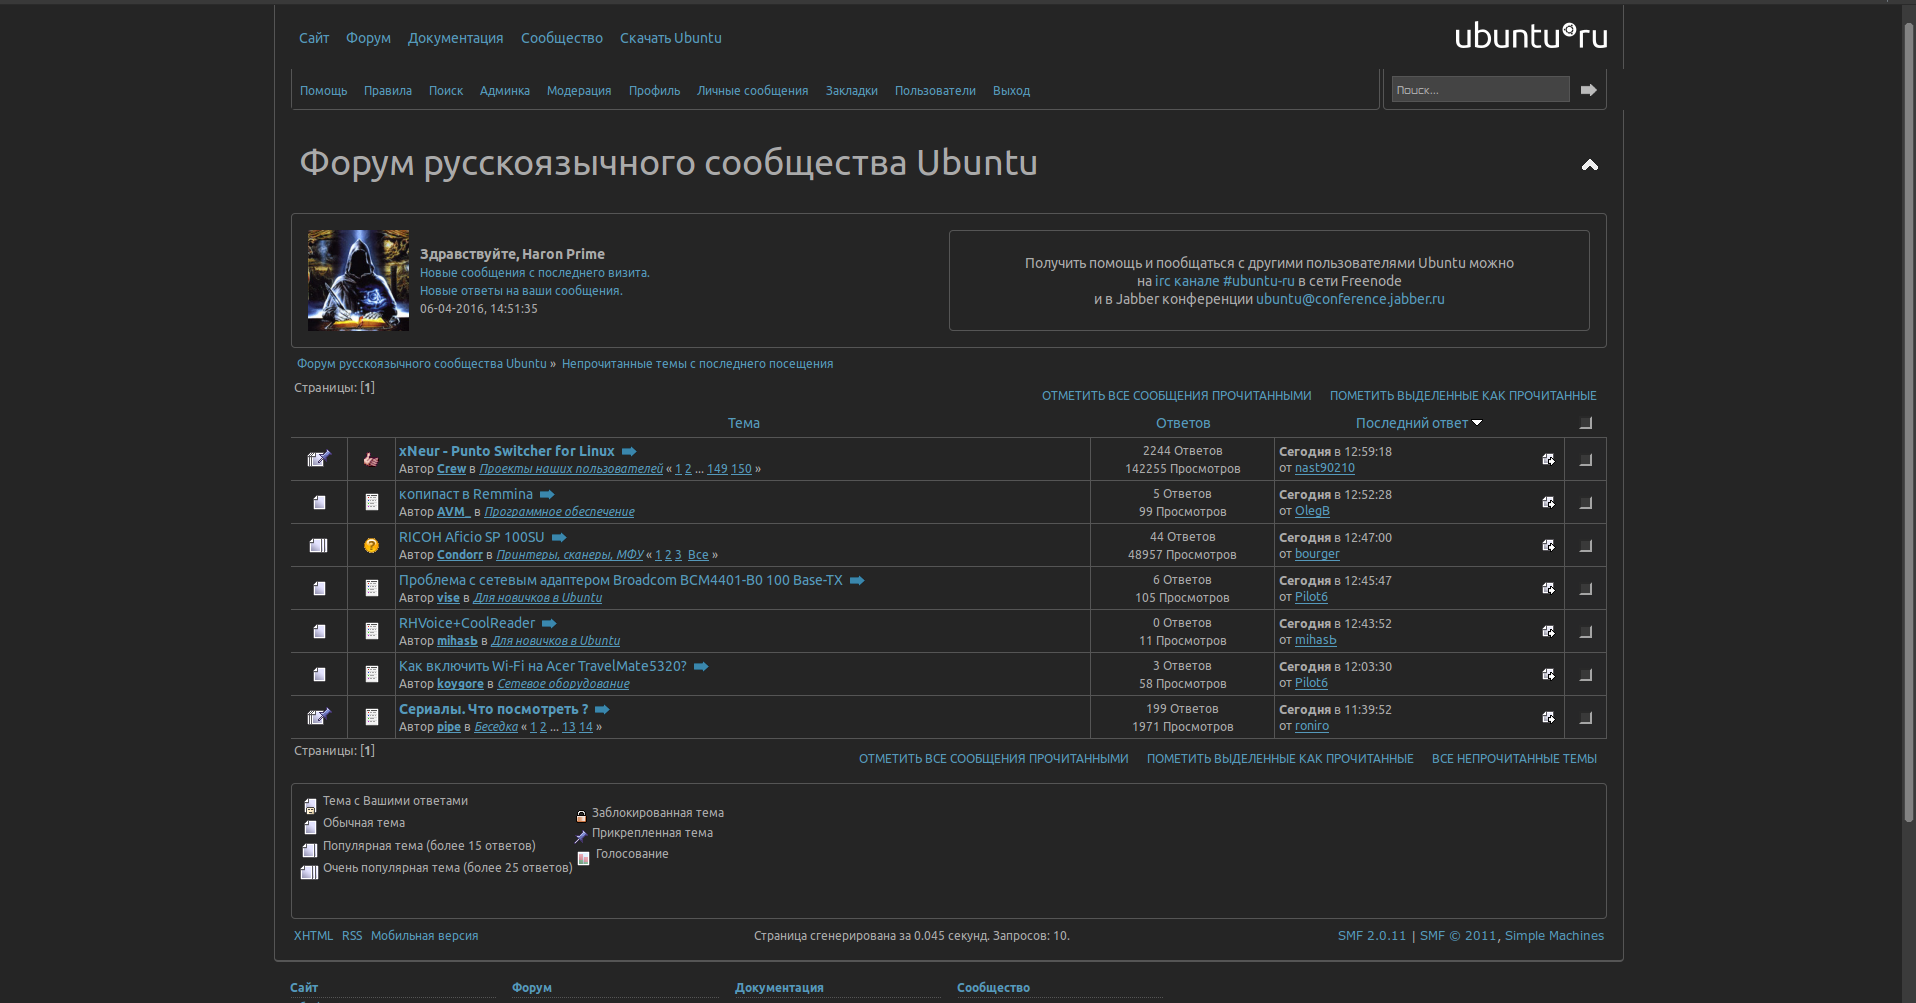 Сайт Форум Документация Сообщество Скачать Ubuntu
ubuntu ru
Помощь Правила Поиск Админка Модерация Профиль Личные сообщения Закладки Пользователи Выход
Поиск...
Форум русскоязычного сообщества Ubuntu
Здравствуйте, Haron Prime
Новые сообщения с последнего визита.
Новые ответы на ваши сообщения.
06-04-2016, 14:51:35
Получить помощь и пообщаться с другими пользователями Ubuntu можно
на irc канале #ubuntu-ru в сети Freenode
и в Jabber конференции ubuntu@conference.jabber.ru
Форум русскоязычного сообщества Ubuntu » Непрочитанные темы с последнего посещения
Страницы: [1]
ОТМЕТИТЬ ВСЕ СООБЩЕНИЯ ПРОЧИТАННЫМИ ПОМЕТИТЬ ВЫДЕЛЕННЫЕ КАК ПРОЧИТАННЫЕ
Тема Ответов Последний ответ
xNeur - Punto Switcher for Linux
Автор Crew в Проекты наших пользователей « 1 2 ... 149 150 »
2244 Ответов
142255 Просмотров
Сегодня в 12:59:18
от nast90210
копипаст в Remmina
Автор AVM_ в Программное обеспечение
5 Ответов
99 Просмотров
Сегодня в 12:52:28
от OlegB
RICOH Aficio SP 100SU
Автор Condorr в Принтеры, сканеры, МФУ « 1 2 3 Все »
44 Ответов
48957 Просмотров
Сегодня в 12:47:00
от bourger
Проблема с сетевым адаптером Broadcom BCM4401-B0 100 Base-TX
Автор vise в Для новичков в Ubuntu
6 Ответов
105 Просмотров
Сегодня в 12:45:47
от Pilot6
RHVoice+CoolReader
Автор mihasЬ в Для новичков в Ubuntu
0 Ответов
11 Просмотров
Сегодня в 12:43:52
от mihasЬ
Как включить Wi-Fi на Acer TravelMate5320?
Автор koygore в Сетевое оборудование
3 Ответов
58 Просмотров
Сегодня в 12:03:30
от Pilot6
Сериалы. Что посмотреть ?
Автор pipe в Беседка « 1 2 ... 13 14 »
199 Ответов
1971 Просмотров
Сегодня в 11:39:52
от roniro
Страницы: [1]
ОТМЕТИТЬ ВСЕ СООБЩЕНИЯ ПРОЧИТАННЫМИ ПОМЕТИТЬ ВЫДЕЛЕННЫЕ КАК ПРОЧИТАННЫЕ ВСЕ НЕПРОЧИТАННЫЕ ТЕМЫ
Тема с Вашими ответами
Обычная тема
Популярная тема (более 15 ответов)
Очень популярная тема (более 25 ответов)
Заблокированная тема
Прикрепленная тема
Голосование
XHTML RSS Мобильная версия
Страница сгенерирована за 0.045 секунд. Запросов: 10.
SMF 2.0.11 | SMF © 2011, Simple Machines
Сайт Форум Документация Сообщество